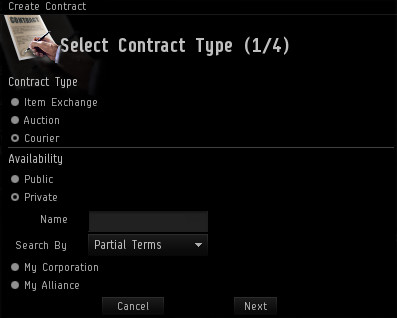 Create Contract
CONTRACT
Select Contract Type (1/4)
Contract Type
Item Exchange
Auction
Courier
Availability
Public
Private
Name
Search By Partial Terms
My Corporation
My Alliance
Cancel Next